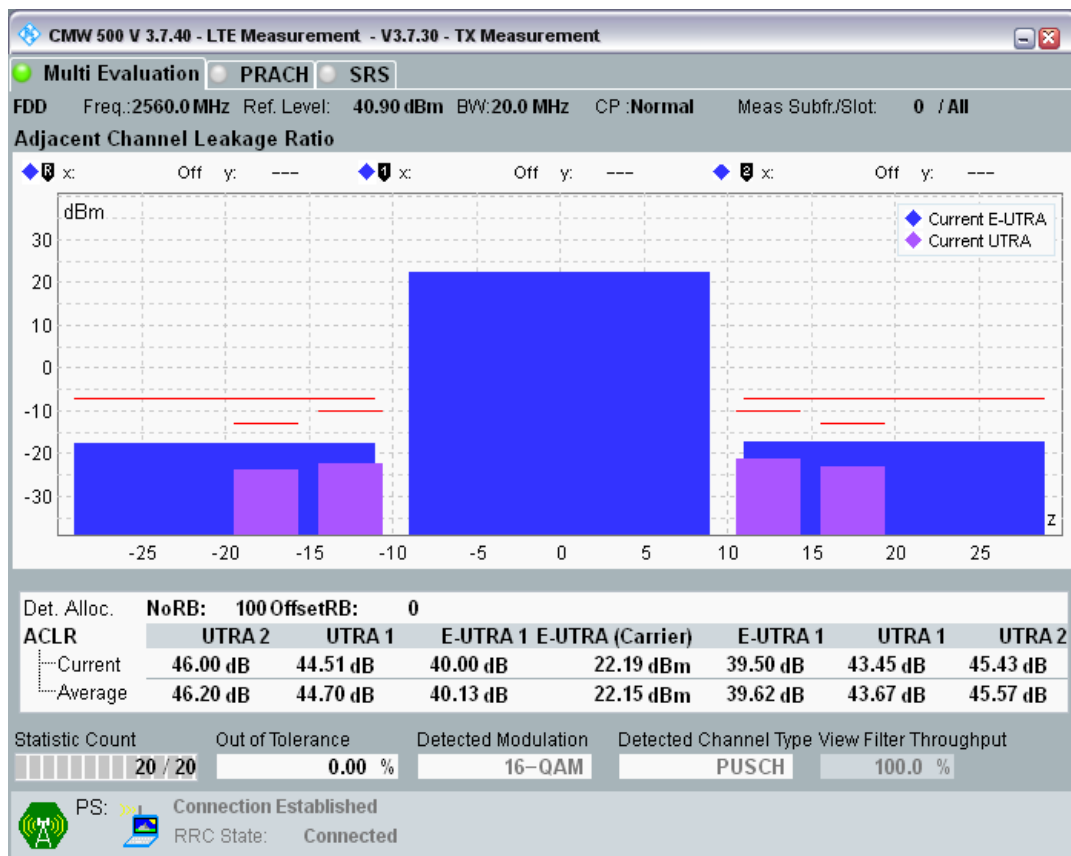 CMW 500 V 3.7.40 - LTE Measurement - V3.7.30 - TX Measurement
Multi Evaluation PRACH SRS
FDD Freq.:2560.0 MHz Ref. Level: 40.90 dBm BW:20.0 MHz CP :Normal Meas Subfr./Slot: 0 / All
Adjacent Channel Leakage Ratio
R x: Off y: --- 1 x: Off y: --- 2 x: Off y: ---
dBm
Current E-UTRA
Current UTRA
30
20
10
0
-10
-20
-30
z
-25 -20 -15 -10 -5 0 5 10 15 20 25
Det. Alloc. NoRB: 100 OffsetRB: 0
ACLR UTRA 2 UTRA 1 E-UTRA 1 E-UTRA (Carrier) E-UTRA 1 UTRA 1 UTRA 2
Current 46.00 dB 44.51 dB 40.00 dB 22.19 dBm 39.50 dB 43.45 dB 45.43 dB
Average 46.20 dB 44.70 dB 40.13 dB 22.15 dBm 39.62 dB 43.67 dB 45.57 dB
Statistic Count Out of Tolerance Detected Modulation Detected Channel Type View Filter Throughput
20 / 20 0.00 % 16-QAM PUSCH 100.0 %
PS: Connection Established
RRC State: Connected